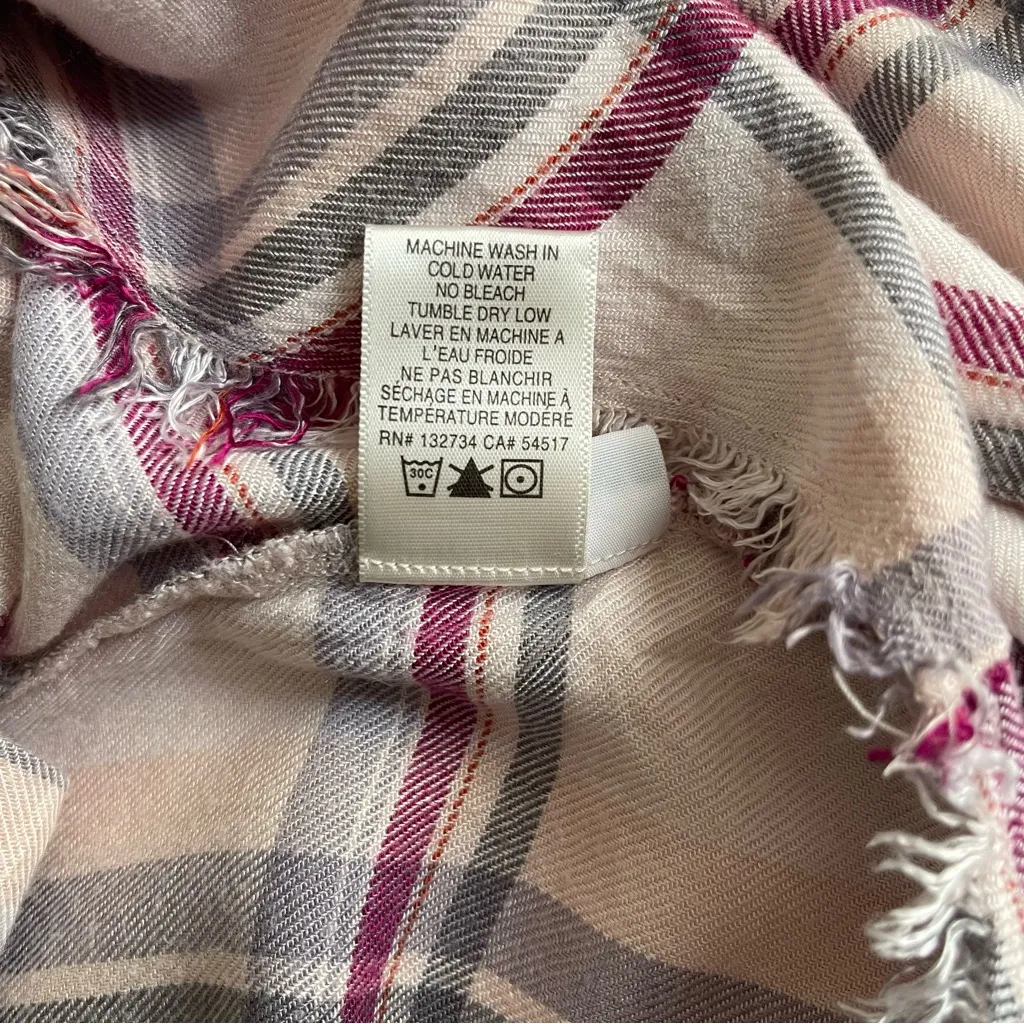 MACHINE WASH IN
COLD WATER
NO BLEACH
TUMBLE DRY LOW
LAVER EN MACHINE A
L'EAU FROIDE
NE PAS BLANCHIR
SÉCHAGE EN MACHINE À
TEMPÉRATURE MODÉRÉ
RN# 132734 CA# 54517
30C